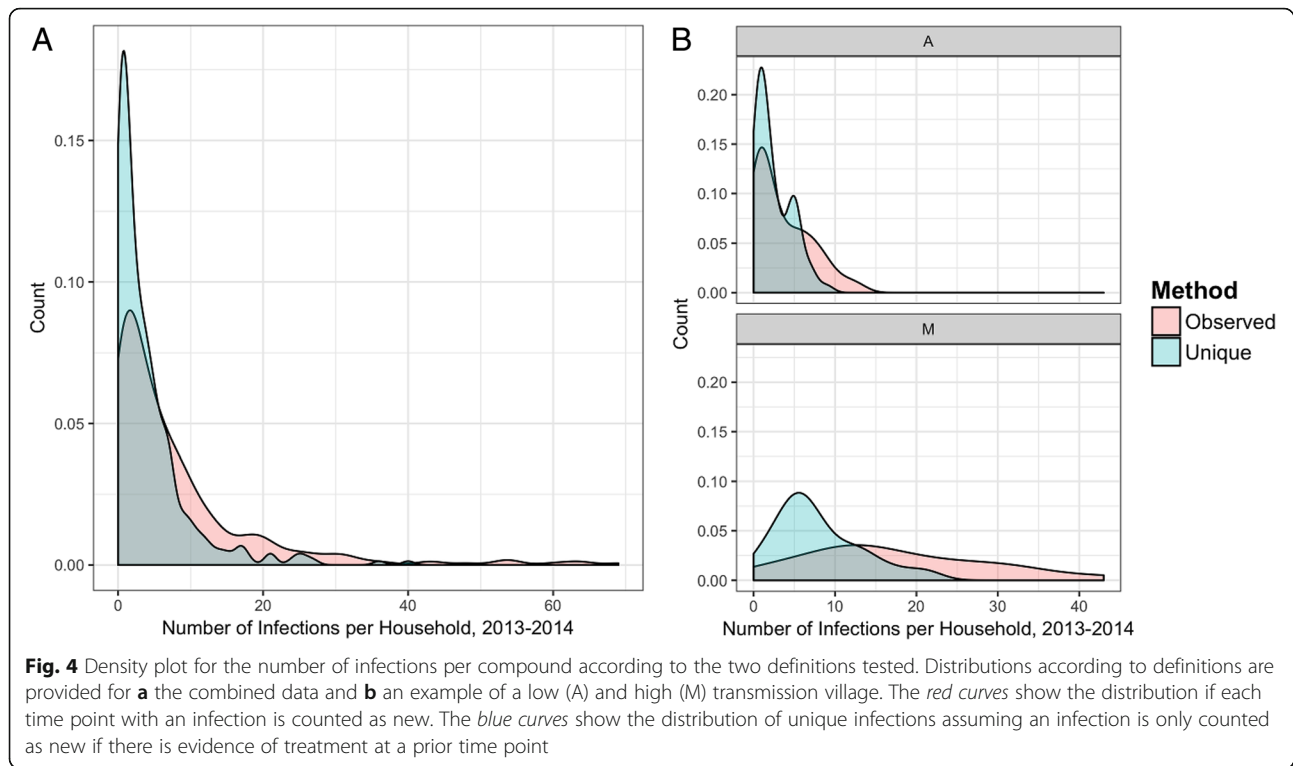 A
Count
0.15
0.10
0.05
0.00
0 20 40 60
Number of Infections per Household, 2013-2014
B
A
0.20
0.15
0.10
0.05
0.00
Count
M
0.20
0.15
0.10
0.05
0.00
0 10 20 30 40
Number of Infections per Household, 2013-2014
Method
Observed
Unique
Fig. 4 Density plot for the number of infections per compound according to the two definitions tested. Distributions according to definitions are
provided for a the combined data and b an example of a low (A) and high (M) transmission village. The red curves show the distribution if each
time point with an infection is counted as new. The blue curves show the distribution of unique infections assuming an infection is only counted
as new if there is evidence of treatment at a prior time point